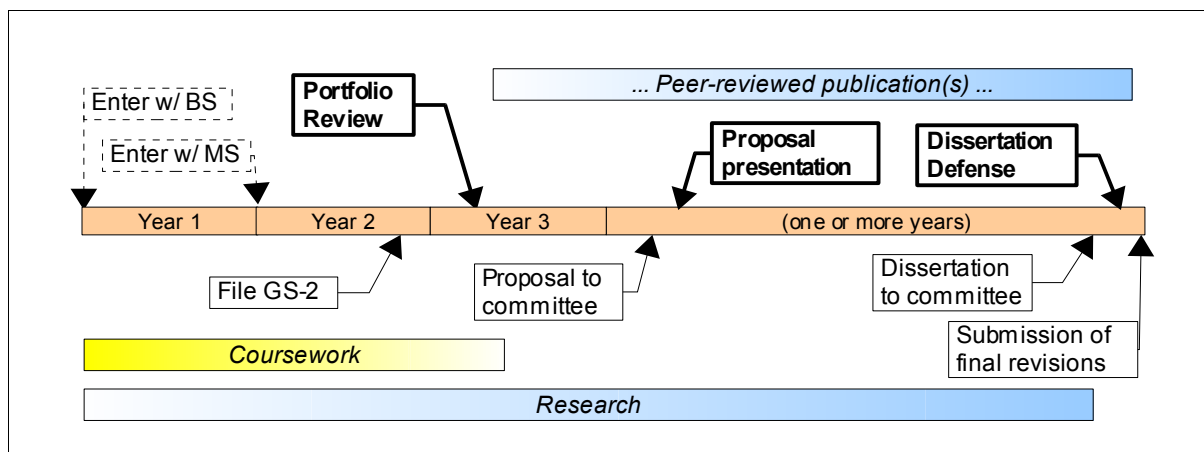 ... Peer-reviewed publication(s) ...
Enter w/ BS
Portfolio
Review
Enter w/ MS
Proposal
presentation
Dissertation
Defense
Year 1
Year 2
Year 3
(one or more years)
File GS-2
Proposal to
committee
Dissertation
to committee
Submission of
final revisions
Coursework
Research